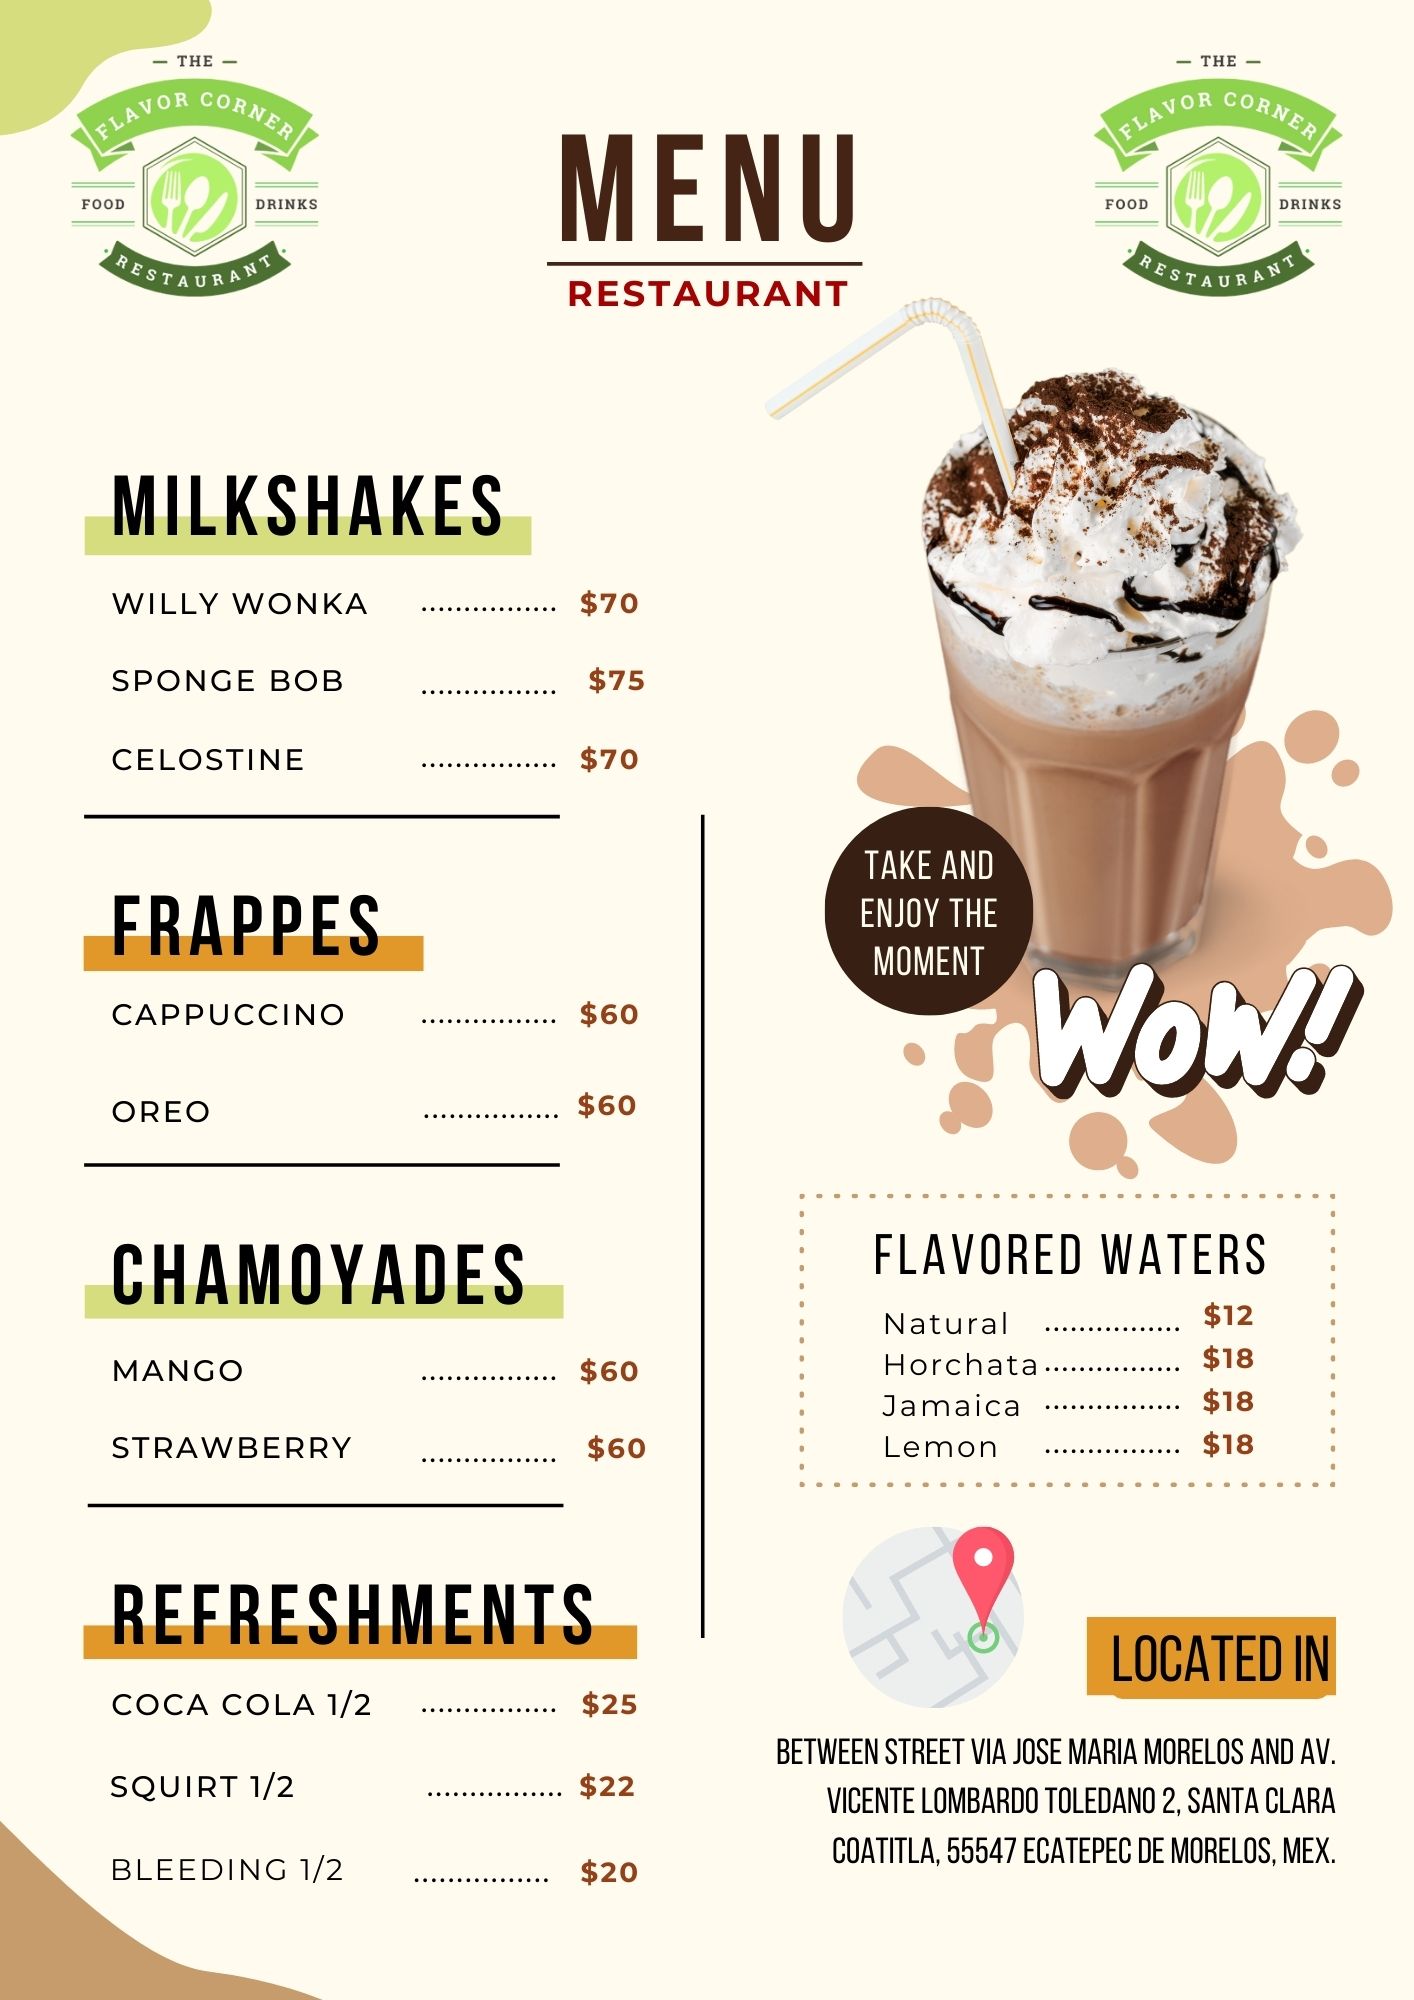 THE
FLAVOR CORNER
FOOD DRINKS
RESTAURANT
THE
FLAVOR CORNER
FOOD DRINKS
RESTAURANT
MENU
RESTAURANT
MILKSHAKES
WILLY WONKA ................ $70
SPONGE BOB ................ $75
CELOSTINE ................ $70
FRAPPES
CAPPUCCINO ................ $60
OREO ................ $60
CHAMOYADES
MANGO ................ $60
STRAWBERRY ................ $60
REFRESHMENTS
COCA COLA 1/2 ................ $25
SQUIRT 1/2 ................ $22
BLEEDING 1/2 ................ $20
TAKE AND
ENJOY THE
MOMENT
WOW!!
FLAVORED WATERS
Natural ................ $12
Horchata ................ $18
Jamaica ................ $18
Lemon ................ $18
LOCATED IN
BETWEEN STREET VIA JOSE MARIA MORELOS AND AV.
VICENTE LOMBARDO TOLEDANO 2, SANTA CLARA
COATITLA, 55547 ECATEPEC DE MORELOS, MEX.